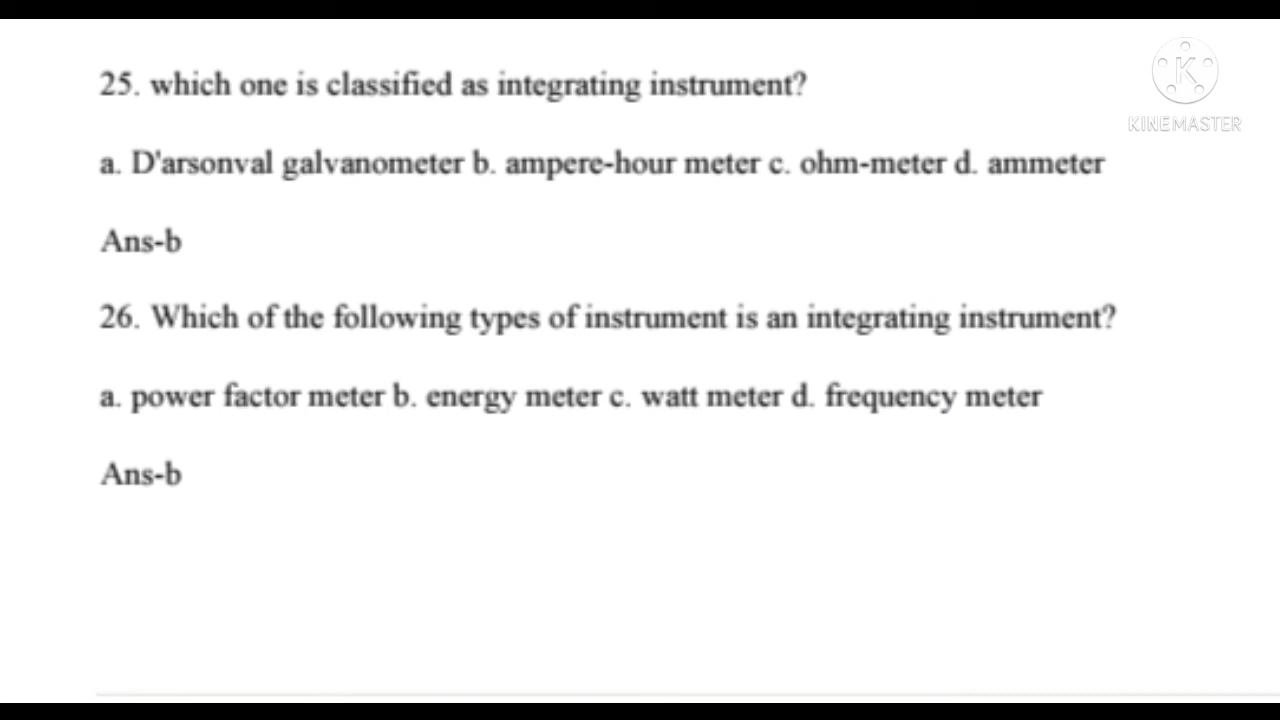 25. which one is classified as integrating instrument?
K
KINEMASTER
a. D'arsonval galvanometer b. ampere-hour meter c. ohm-meter d. ammeter
Ans-b
26. Which of the following types of instrument is an integrating instrument?
a. power factor meter b. energy meter c. watt meter d. frequency meter
Ans-b